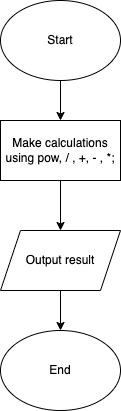 Start
Make calculations
using pow, / , +, - , *;
Output result
End